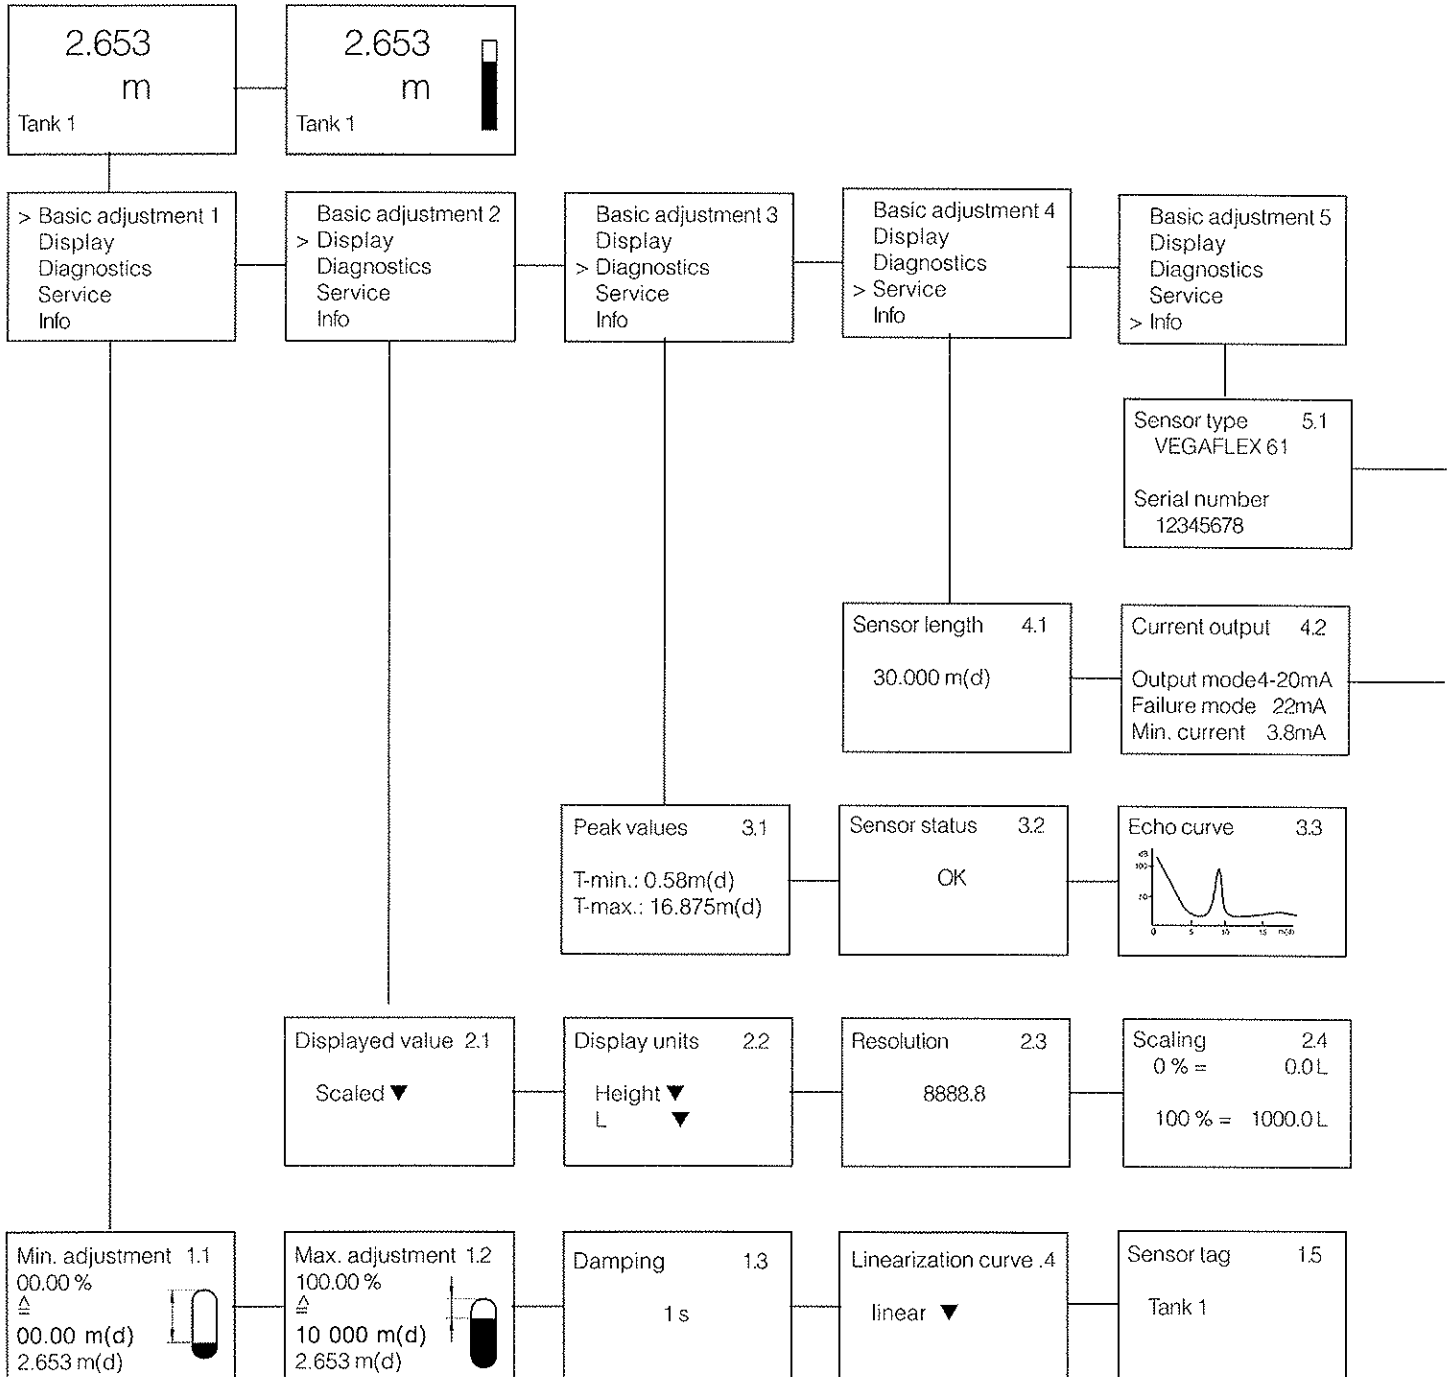 2.653
m
Tank 1
2.653
m
Tank 1
> Basic adjustment 1
Display
Diagnostics
Service
Info
Basic adjustment 2
> Display
Diagnostics
Service
Info
Basic adjustment 3
Display
> Diagnostics
Service
Info
Basic adjustment 4
Display
Diagnostics
> Service
Info
Basic adjustment 5
Display
Diagnostics
Service
> Info
Sensor type 5.1
VEGAFLEX 61
Serial number
12345678
Sensor length 4.1
30.000 m(d)
Current output 4.2
Output mode4-20mA
Failure mode 22mA
Min. current 3.8mA
Peak values 3.1
T-min.: 0.58m(d)
T-max.: 16.875m(d)
Sensor status 3.2
OK
Echo curve 3.3
dB
100
50
0 5 10 15 m(d)
Displayed value 2.1
Scaled ▼
Display units 2.2
Height ▼
L ▼
Resolution 2.3
8888.8
Scaling 2.4
0 % = 0.0 L
100 % = 1000.0 L
Min. adjustment 1.1
00.00 %
≙
00.00 m(d)
2.653 m(d)
Max. adjustment 1.2
100.00 %
≙
10 000 m(d)
2.653 m(d)
Damping 1.3
1 s
Linearization curve .4
linear ▼
Sensor tag 1.5
Tank 1